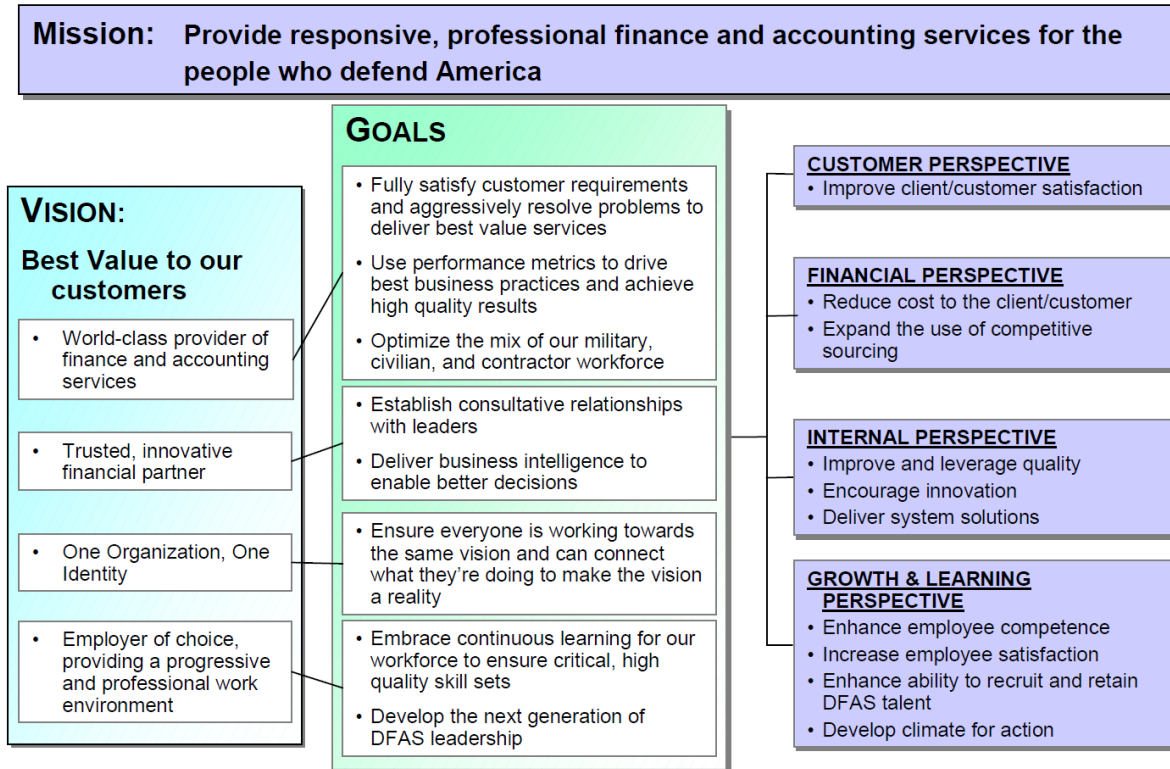 Mission: Provide responsive, professional finance and accounting services for the
people who defend America
VISION:
Best Value to our
customers
• World-class provider of
finance and accounting
services
• Trusted, innovative
financial partner
• One Organization, One
Identity
• Employer of choice,
providing a progressive
and professional work
environment
GOALS
• Fully satisfy customer requirements
and aggressively resolve problems to
deliver best value services
• Use performance metrics to drive
best business practices and achieve
high quality results
• Optimize the mix of our military,
civilian, and contractor workforce
• Establish consultative relationships
with leaders
• Deliver business intelligence to
enable better decisions
• Ensure everyone is working towards
the same vision and can connect
what they're doing to make the vision
a reality
• Embrace continuous learning for our
workforce to ensure critical, high
quality skill sets
• Develop the next generation of
DFAS leadership
CUSTOMER PERSPECTIVE
• Improve client/customer satisfaction
FINANCIAL PERSPECTIVE
• Reduce cost to the client/customer
• Expand the use of competitive
sourcing
INTERNAL PERSPECTIVE
• Improve and leverage quality
• Encourage innovation
• Deliver system solutions
GROWTH & LEARNING
PERSPECTIVE
• Enhance employee competence
• Increase employee satisfaction
• Enhance ability to recruit and retain
DFAS talent
• Develop climate for action